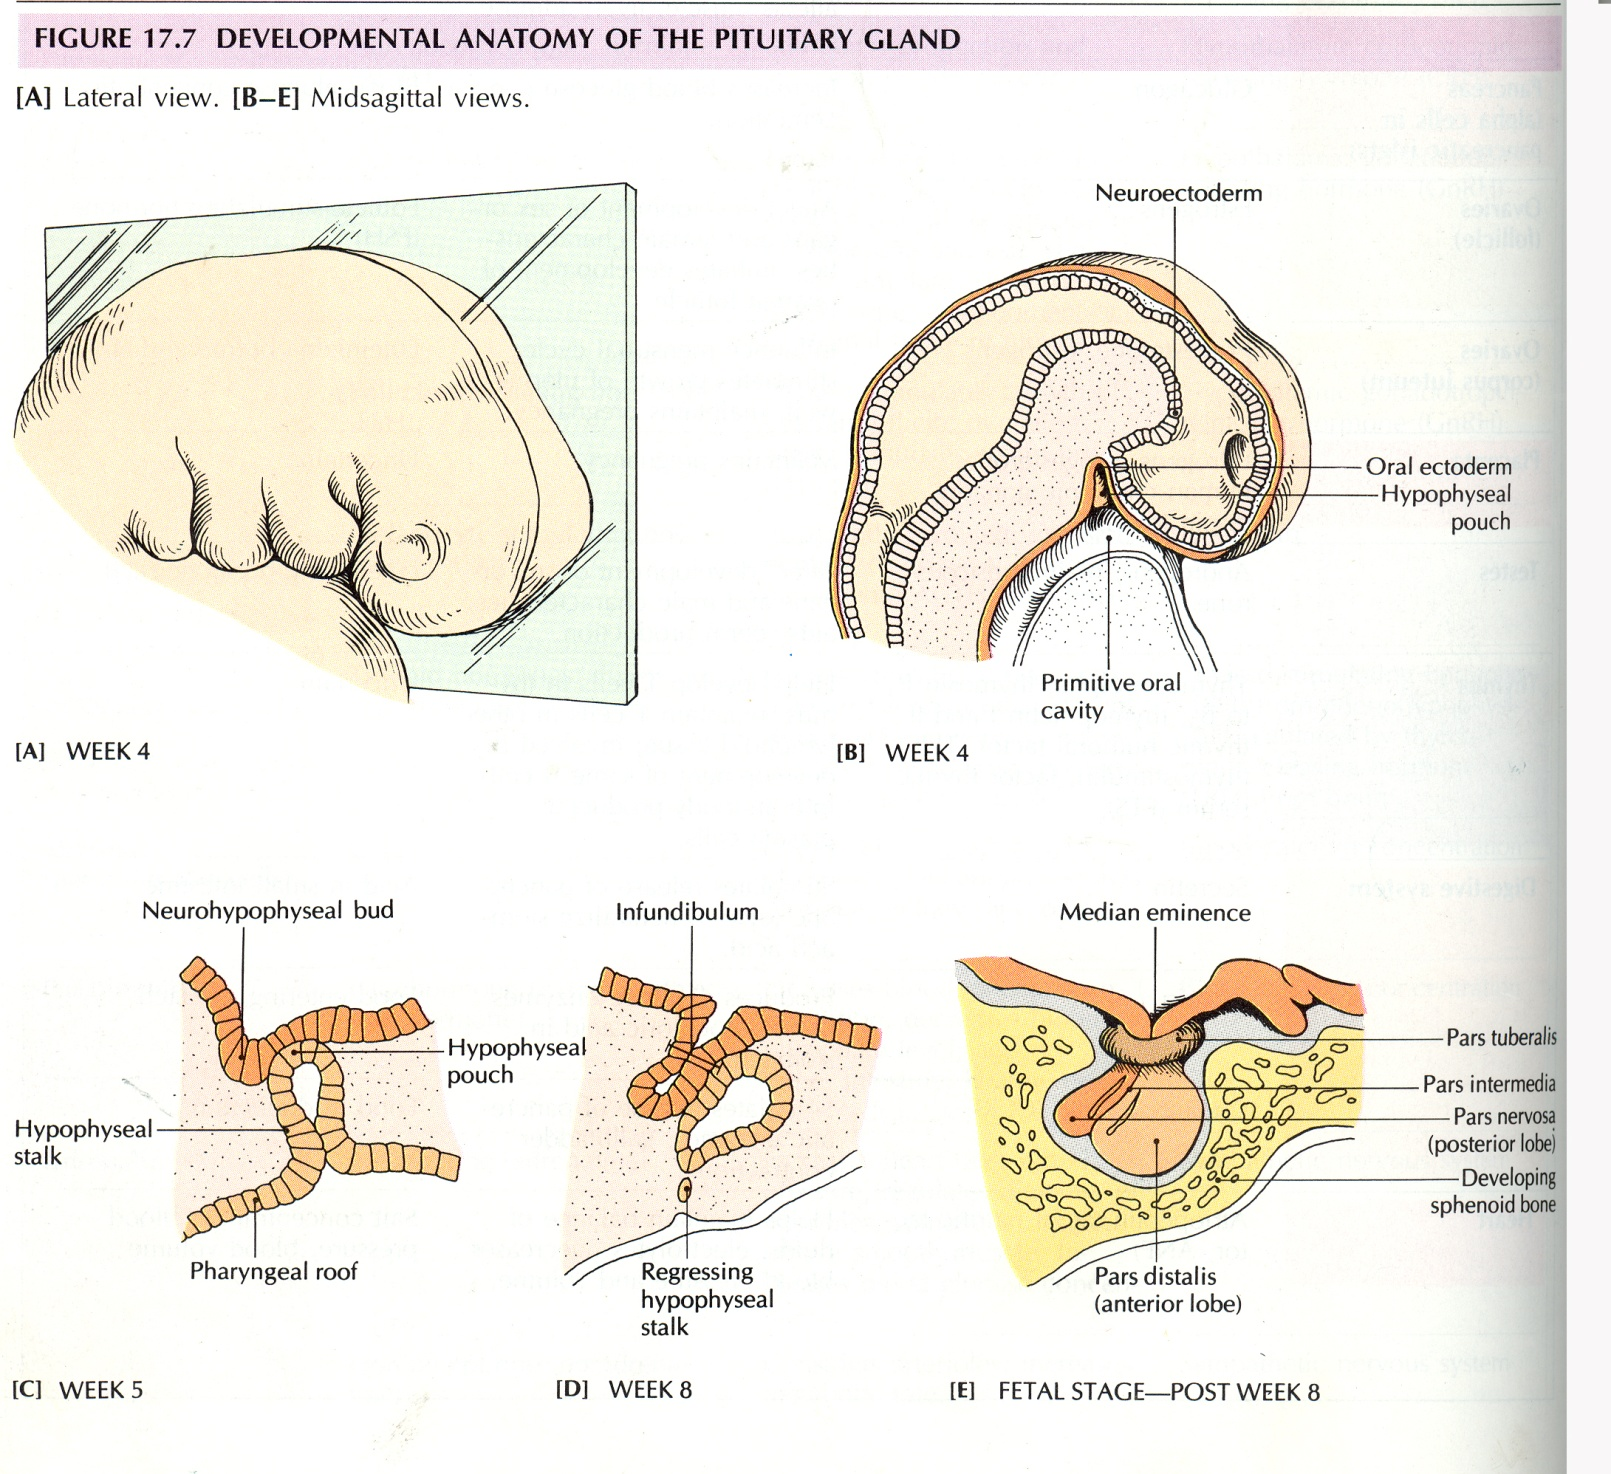 FIGURE 17.7 DEVELOPMENTAL ANATOMY OF THE PITUITARY GLAND
[A] Lateral view. [B–E] Midsagittal views.
Neuroectoderm
Oral ectoderm
Hypophyseal
pouch
Primitive oral
cavity
[A] WEEK 4
[B] WEEK 4
Neurohypophyseal bud
Hypophyseal
pouch
Hypophyseal
stalk
Pharyngeal roof
[C] WEEK 5
Infundibulum
Regressing
hypophyseal
stalk
[D] WEEK 8
Median eminence
Pars tuberalis
Pars intermedia
Pars nervosa
(posterior lobe)
Developing
sphenoid bone
Pars distalis
(anterior lobe)
[E] FETAL STAGE—POST WEEK 8